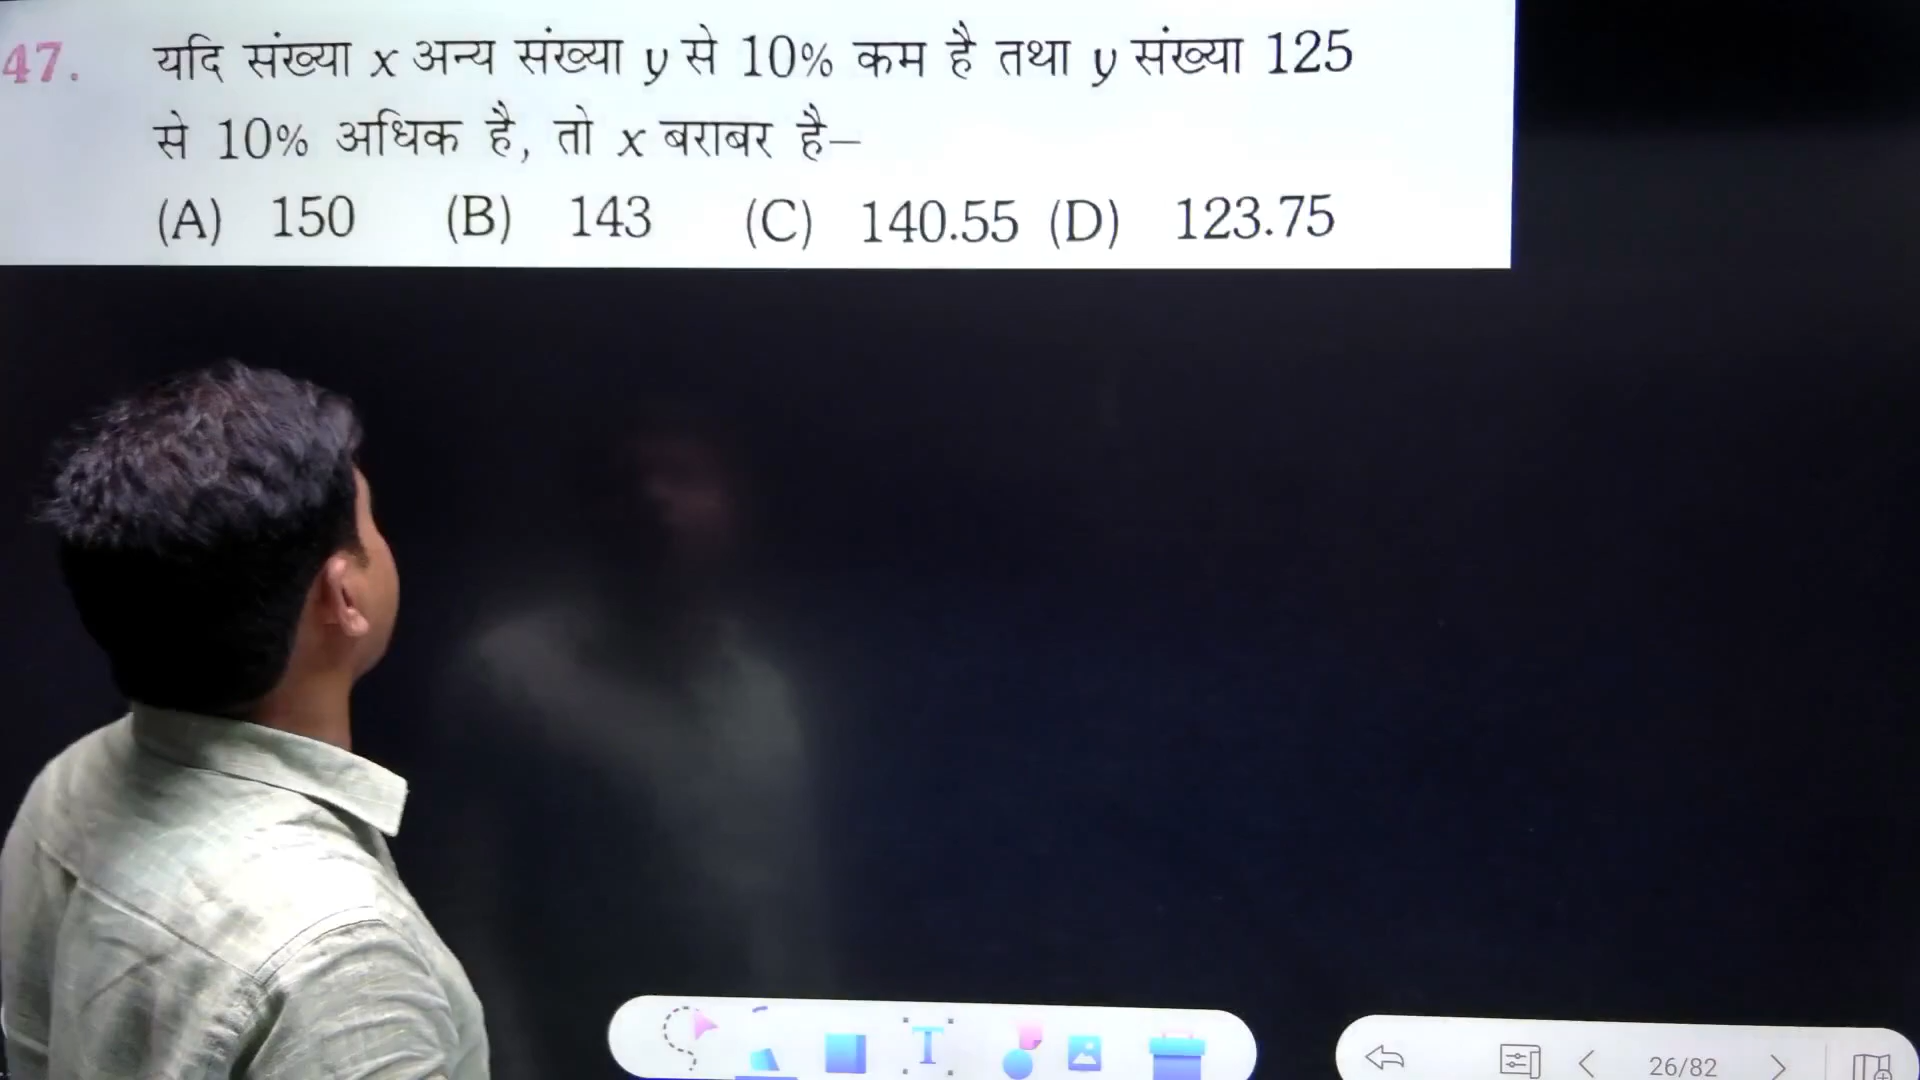 47. यदि संख्या x अन्य संख्या y से 10% कम है तथा y संख्या 125
से 10% अधिक है, तो x बराबर है–
(A) 150 (B) 143 (C) 140.55 (D) 123.75
T
26/82